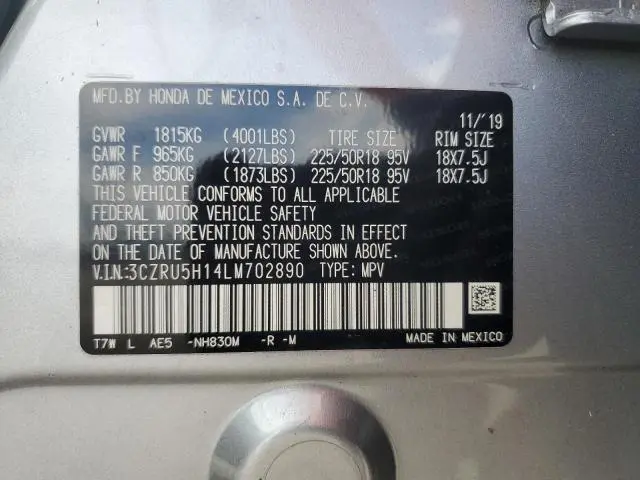 MFD.BY HONDA DE MEXICO S.A. DE C.V.
11/'19
GVWR 1815KG (4001LBS) TIRE SIZE RIM SIZE
GAWR F 965KG (2127LBS) 225/50R18 95V 18X7.5J
GAWR R 850KG (1873LBS) 225/50R18 95V 18X7.5J
THIS VEHICLE CONFORMS TO ALL APPLICABLE
FEDERAL MOTOR VEHICLE SAFETY
AND THEFT PREVENTION STANDARDS IN EFFECT
ON THE DATE OF MANUFACTURE SHOWN ABOVE.
V.I.N.:3CZRU5H14LM702890 TYPE: MPV
T7W L AE5 -NH830M -R -M MADE IN MEXICO